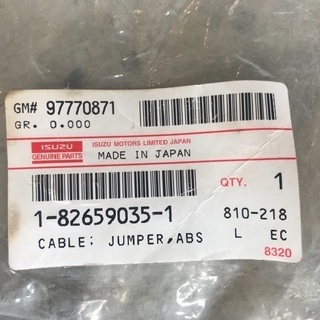 GM# 97770871
GR. 0.000
ISUZU
GENUINE PARTS
ISUZU MOTORS LIMITED JAPAN
MADE IN JAPAN
QTY. 1
1-82659035-1
810-218
CABLE; JUMPER,ABS
L EC
8320